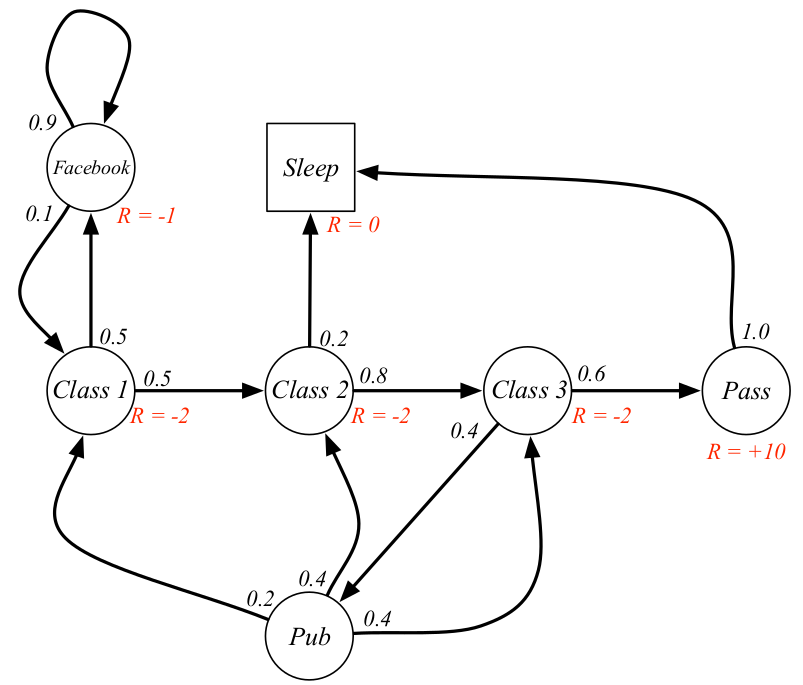 0.9
Facebook
Sleep
0.1
R = -1
R = 0
0.5
0.2
1.0
Class 1
0.5
Class 2
0.8
Class 3
0.6
Pass
R = -2
R = -2
R = -2
0.4
R = +10
0.4
0.2
0.4
Pub